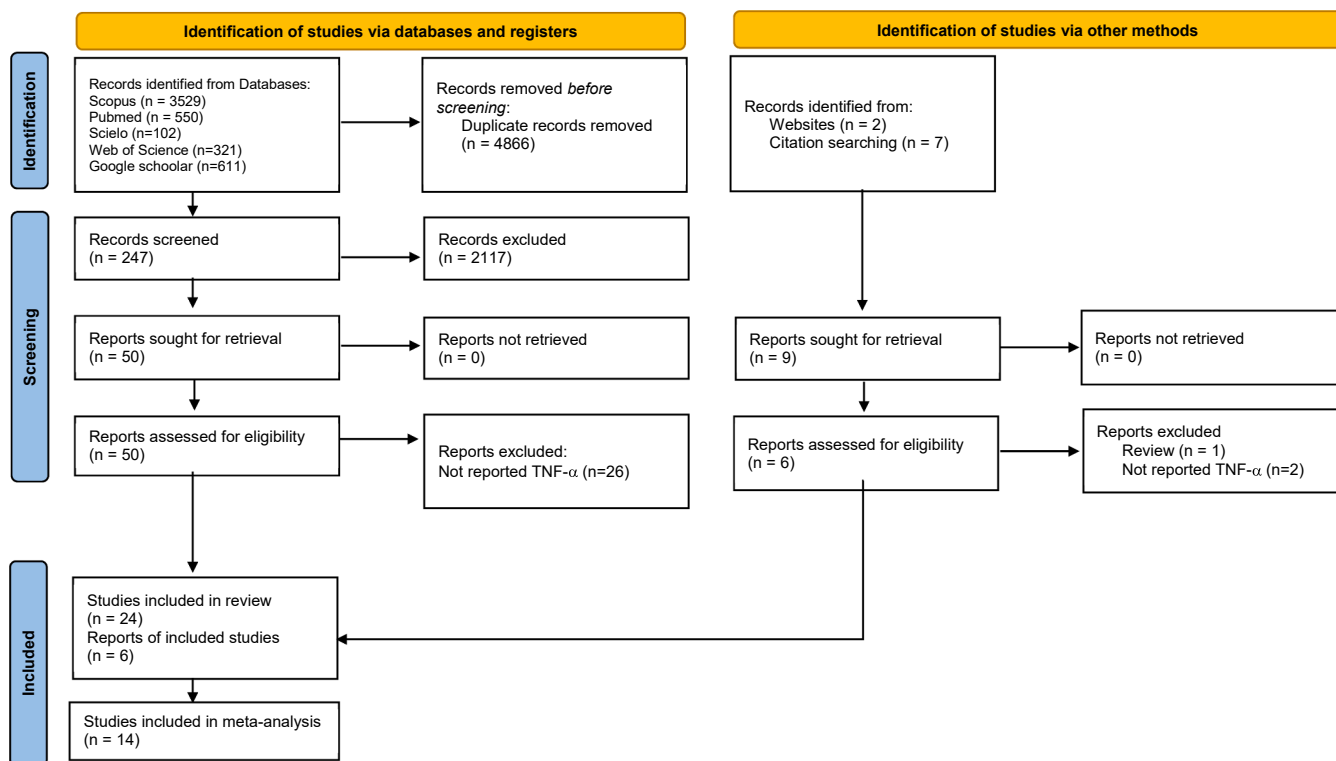 Identification of studies via databases and registers
Identification of studies via other methods
Identification
Records identified from Databases:
Scopus (n = 3529)
Pubmed (n = 550)
Scielo (n=102)
Web of Science (n=321)
Google schoolar (n=611)
Records removed before
screening:
Duplicate records removed
(n = 4866)
Records identified from:
Websites (n = 2)
Citation searching (n = 7)
Screening
Records screened
(n = 247)
Records excluded
(n = 2117)
Reports sought for retrieval
(n = 50)
Reports not retrieved
(n = 0)
Reports sought for retrieval
(n = 9)
Reports not retrieved
(n = 0)
Reports assessed for eligibility
(n = 50)
Reports excluded:
Not reported TNF-α (n=26)
Reports assessed for eligibility
(n = 6)
Reports excluded
Review (n = 1)
Not reported TNF-α (n=2)
Included
Studies included in review
(n = 24)
Reports of included studies
(n = 6)
Studies included in meta-analysis
(n = 14)